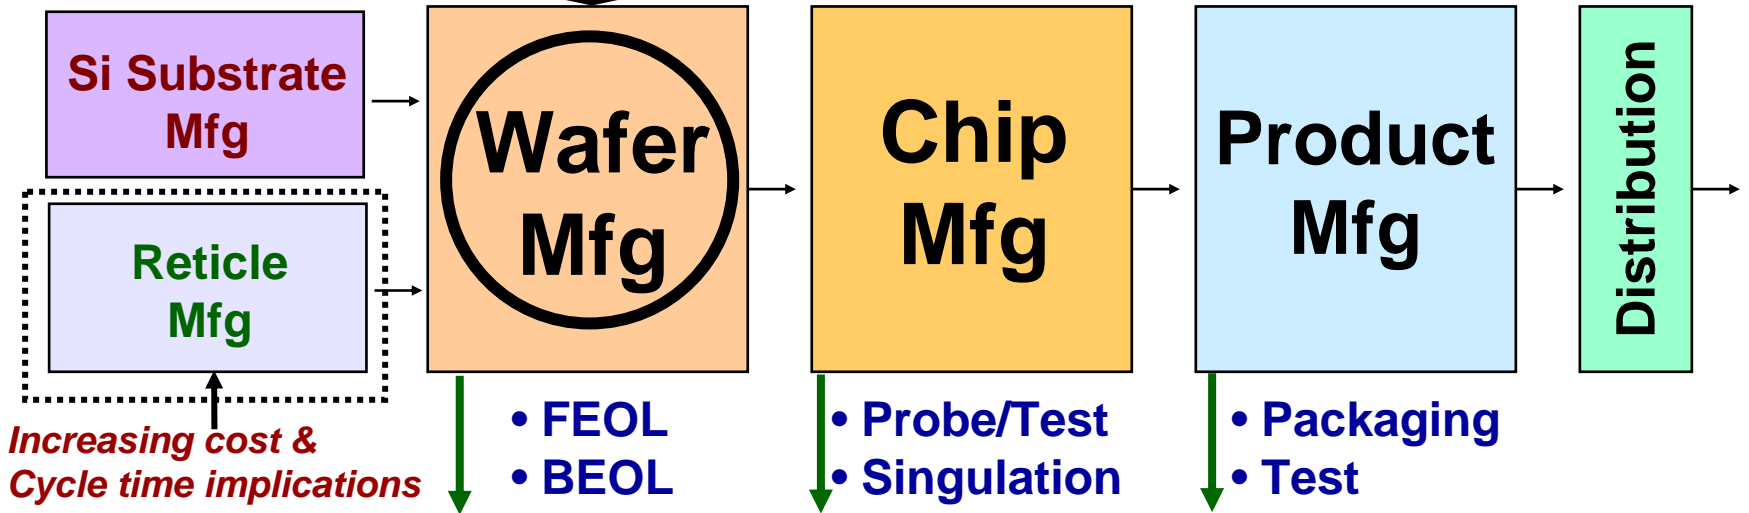 Si Substrate
Mfg
Reticle
Mfg
Increasing cost &
Cycle time implications
Wafer
Mfg
• FEOL
• BEOL
Chip
Mfg
• Probe/Test
• Singulation
Product
Mfg
• Packaging
• Test
Distribution